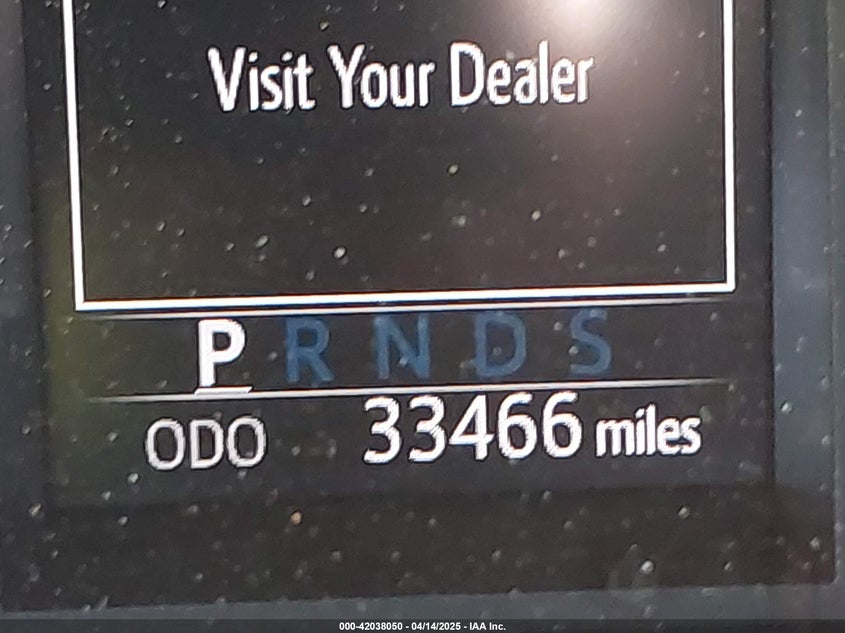 Visit Your Dealer
P R N D S
ODO 33466 miles
000-42038050 - 04/14/2025 - IAA Inc.